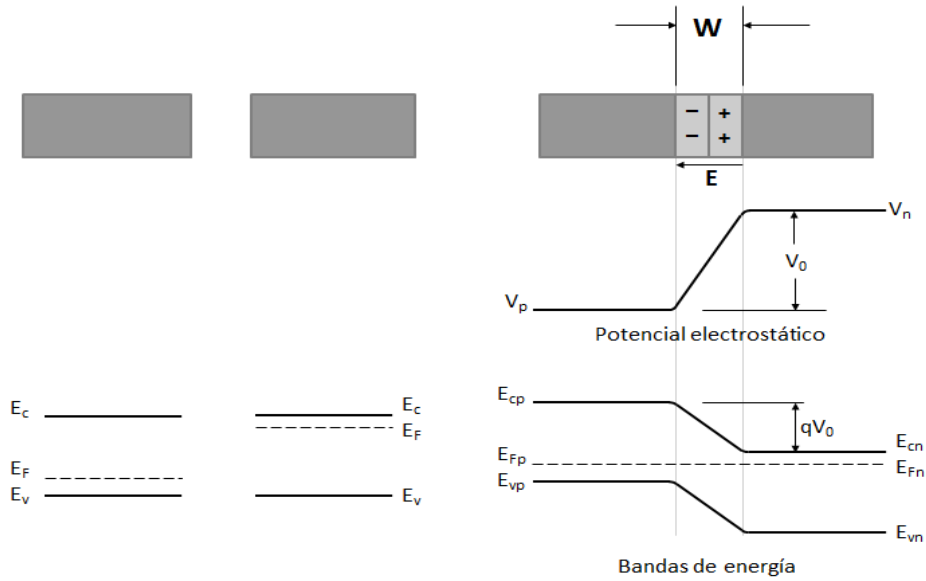 W
− +
− +
E
Vn
V0
Vp
Potencial electrostático
Ec
EF
Ev
Ec
EF
Ev
Ecp
qV0
Ecn
EFp
EFn
Evp
Evn
Bandas de energía